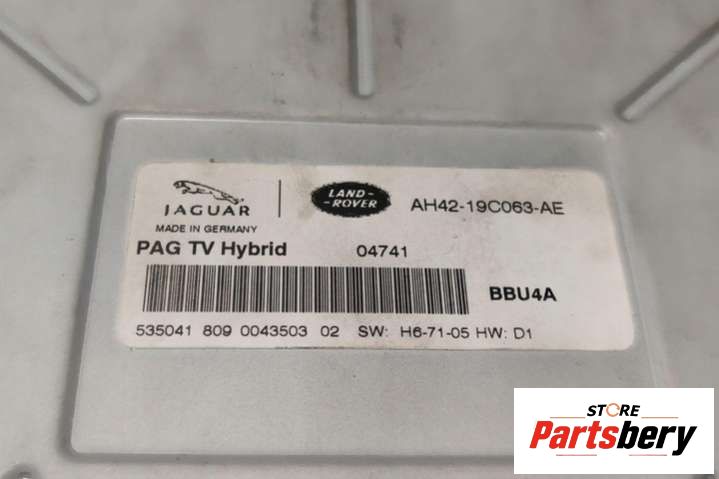 JAGUAR
LAND-
-ROVER
AH42-19C063-AE
MADE IN GERMANY
PAG TV Hybrid 04741
BBU4A
535041 809 0043503 02 SW: H6-71-05 HW: D1
STORE
Partsbery